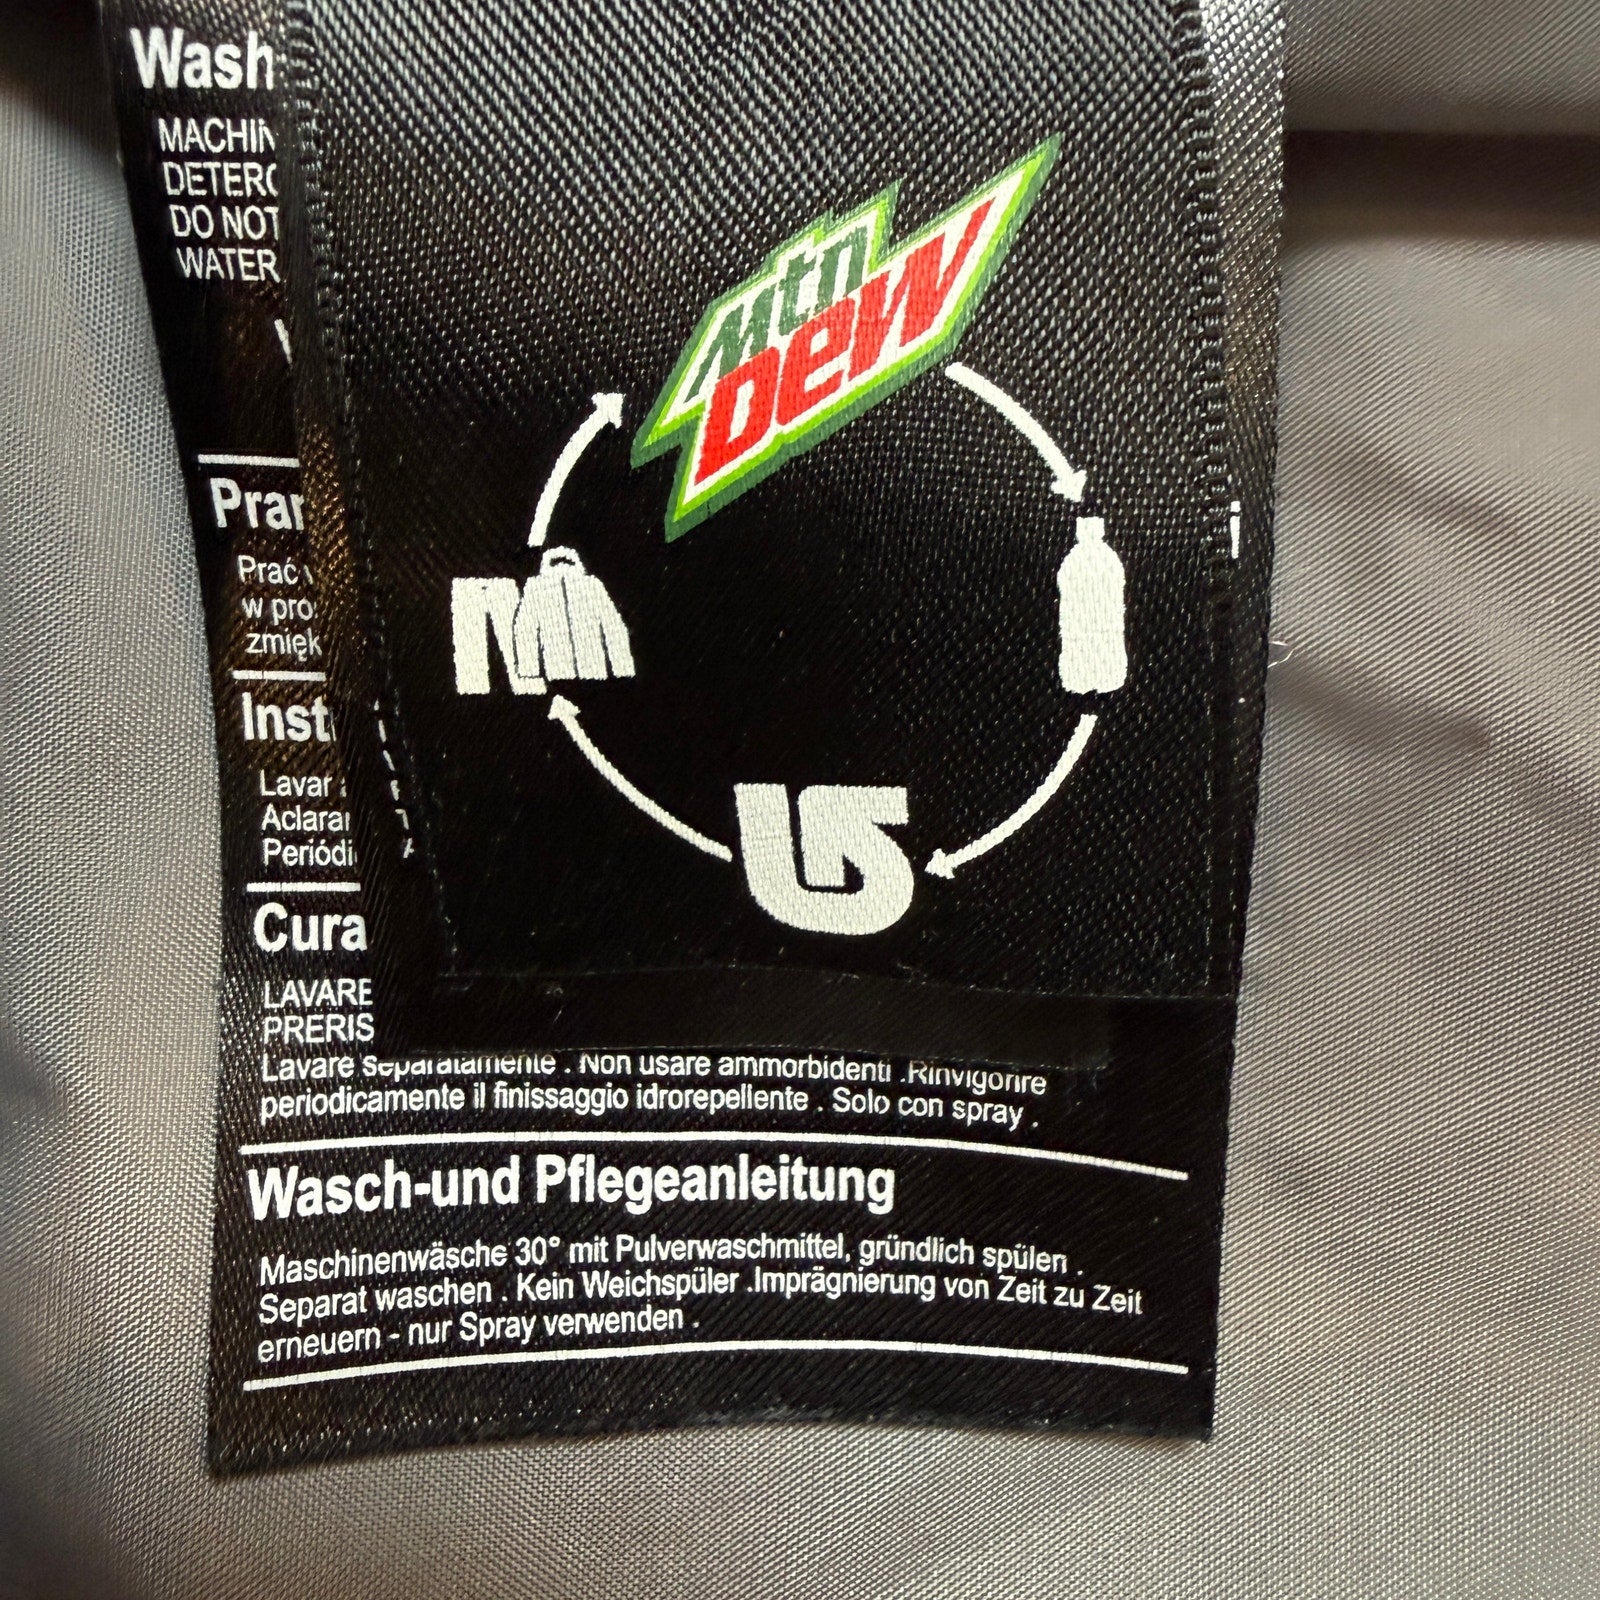 Wash
MACHIN
DETERG
DO NOT
WATER
Mtn
DEW
Pran
Prać
w pro
zmięk
Inst
Lavar
Aclarar
Periódi
Cura
LAVARE
PRERIS
Lavare separatamente . Non usare ammorbidenti .Rinvigorire
periodicamente il finissaggio idrorepellente . Solo con spray .
Wasch-und Pflegeanleitung
Maschinenwäsche 30° mit Pulverwaschmittel, gründlich spülen .
Separat waschen . Kein Weichspüler .Imprägnierung von Zeit zu Zeit
erneuern - nur Spray verwenden .